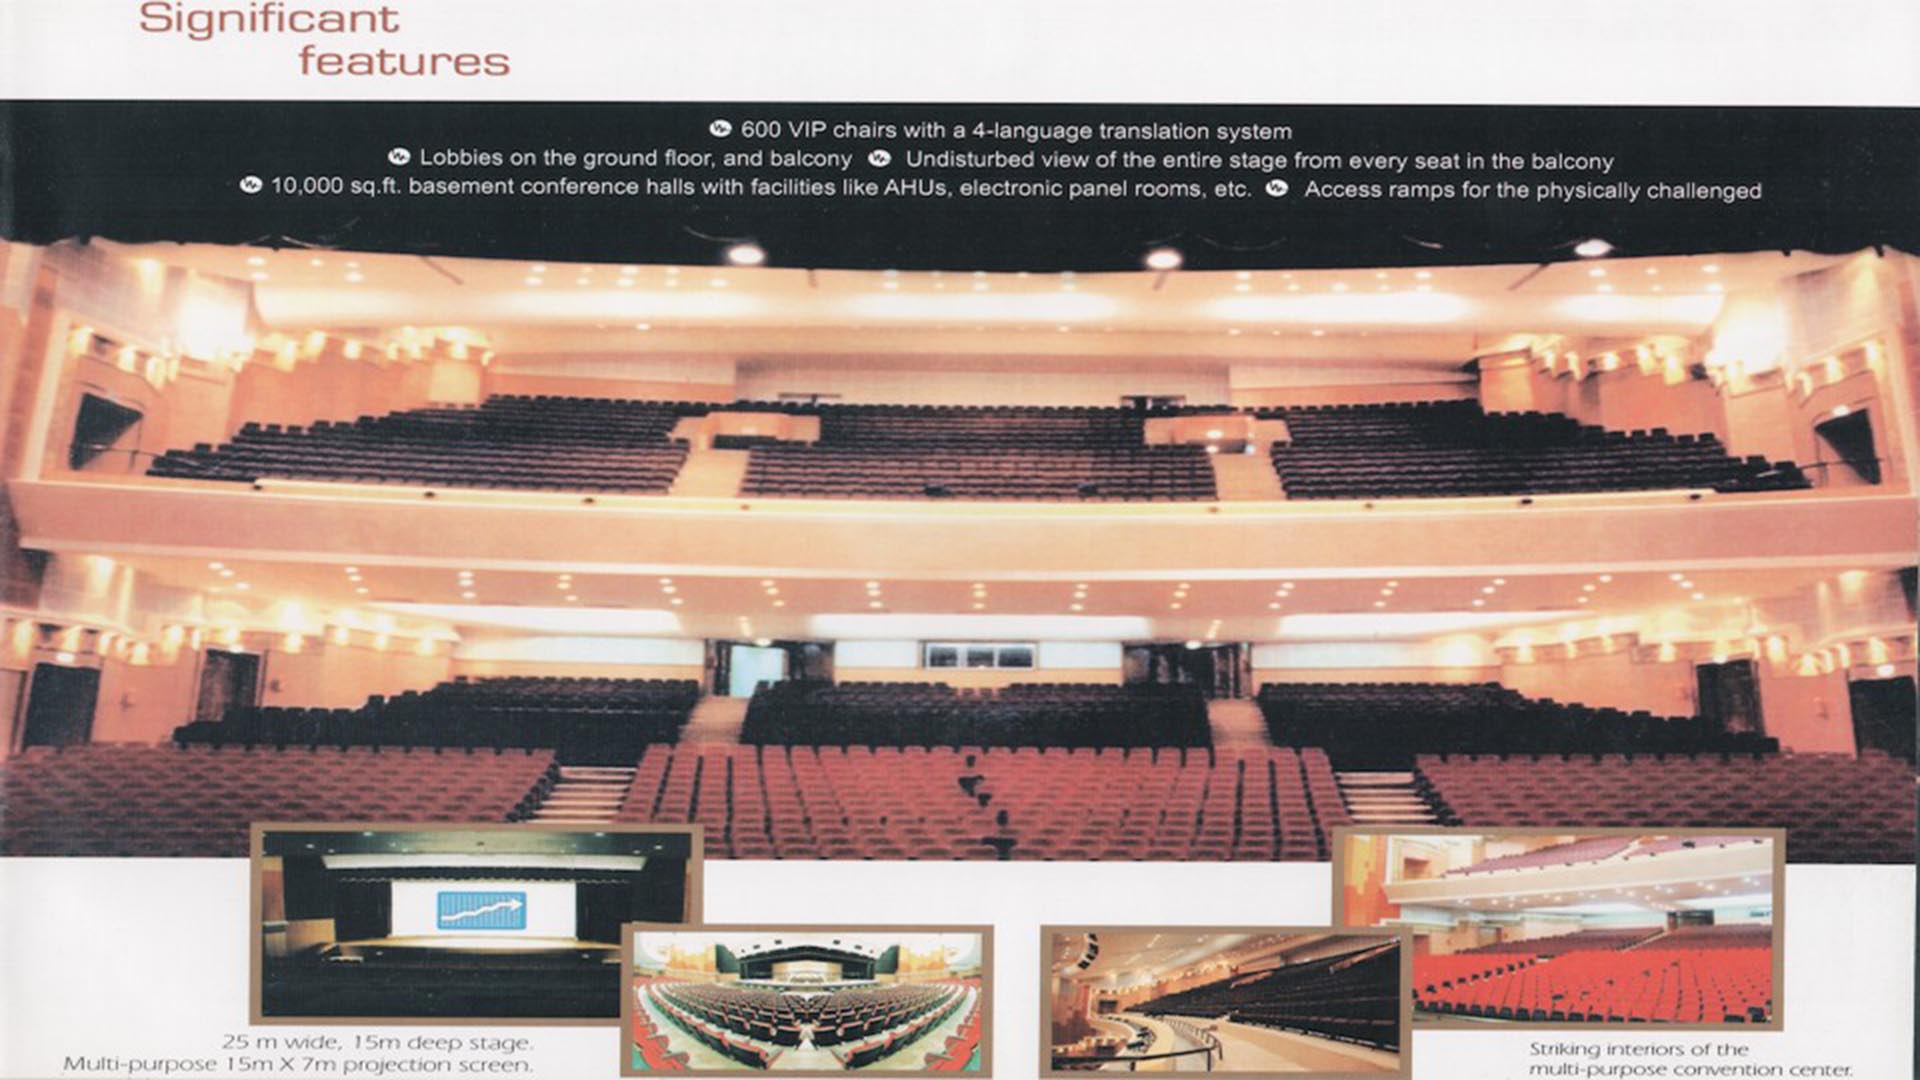 Significant
features
600 VIP chairs with a 4-language translation system
Lobbies on the ground floor, and balcony Undisturbed view of the entire stage from every seat in the balcony
10,000 sq.ft. basement conference halls with facilities like AHUs, electronic panel rooms, etc. Access ramps for the physically challenged
25 m wide, 15m deep stage.
Multi-purpose 15m X 7m projection screen.
Striking interiors of the
multi-purpose convention center.